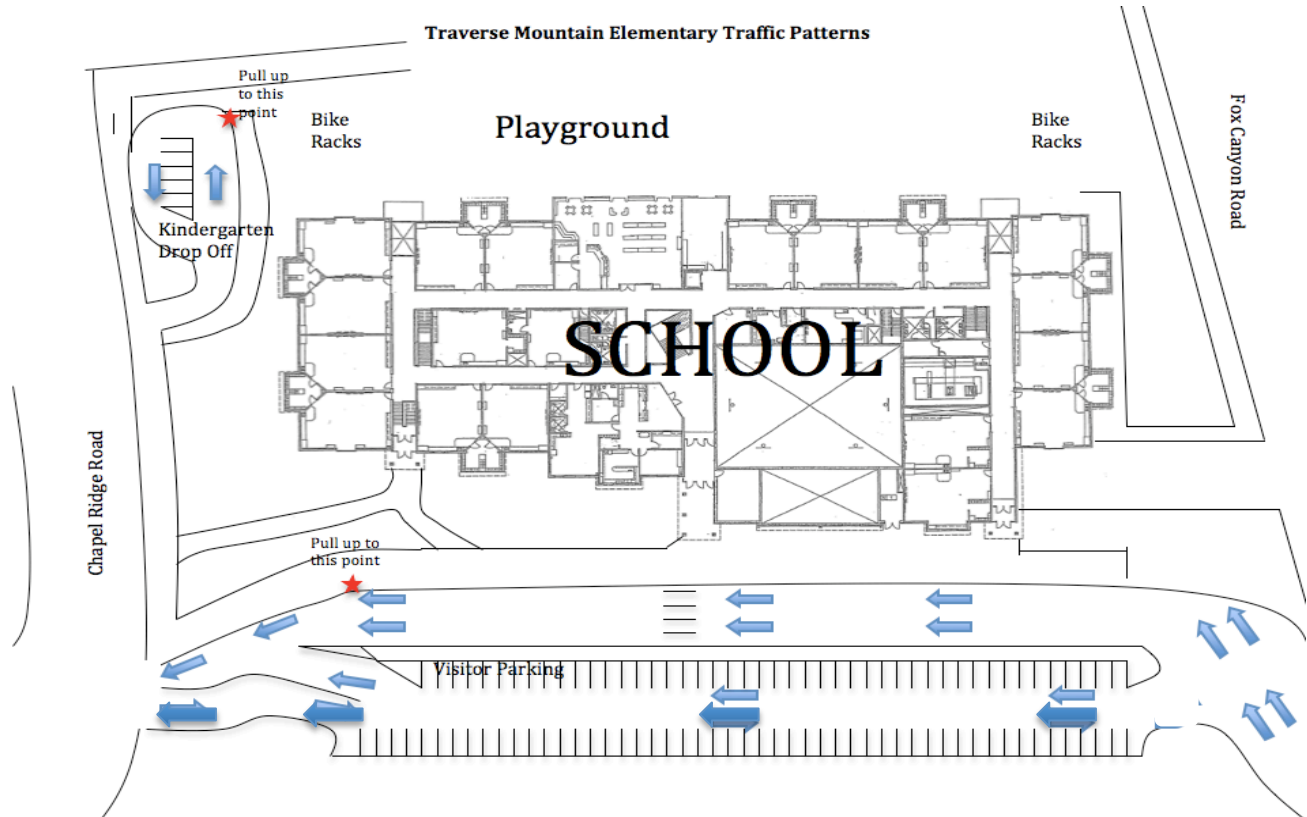 Traverse Mountain Elementary Traffic Patterns
Pull up
to this
point
Bike
Racks
Playground
Bike
Racks
Fox Canyon Road
Kindergarten
Drop Off
SCHOOL
Chapel Ridge Road
Pull up to
this point
Visitor Parking